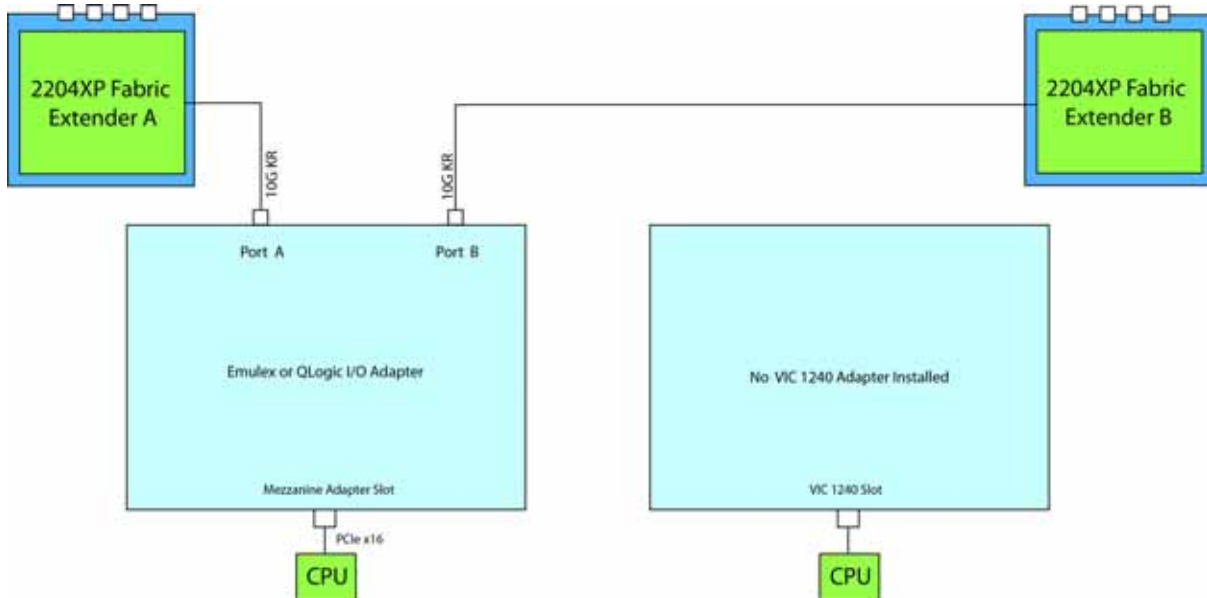 2204XP Fabric
Extender A
2204XP Fabric
Extender B
10G KR
10G KR
Port A
Port B
Emulex or QLogic I/O Adapter
No VIC 1240 Adapter Installed
Mezzanine Adapter Slot
VIC 1240 Slot
PCIe x16
CPU
CPU